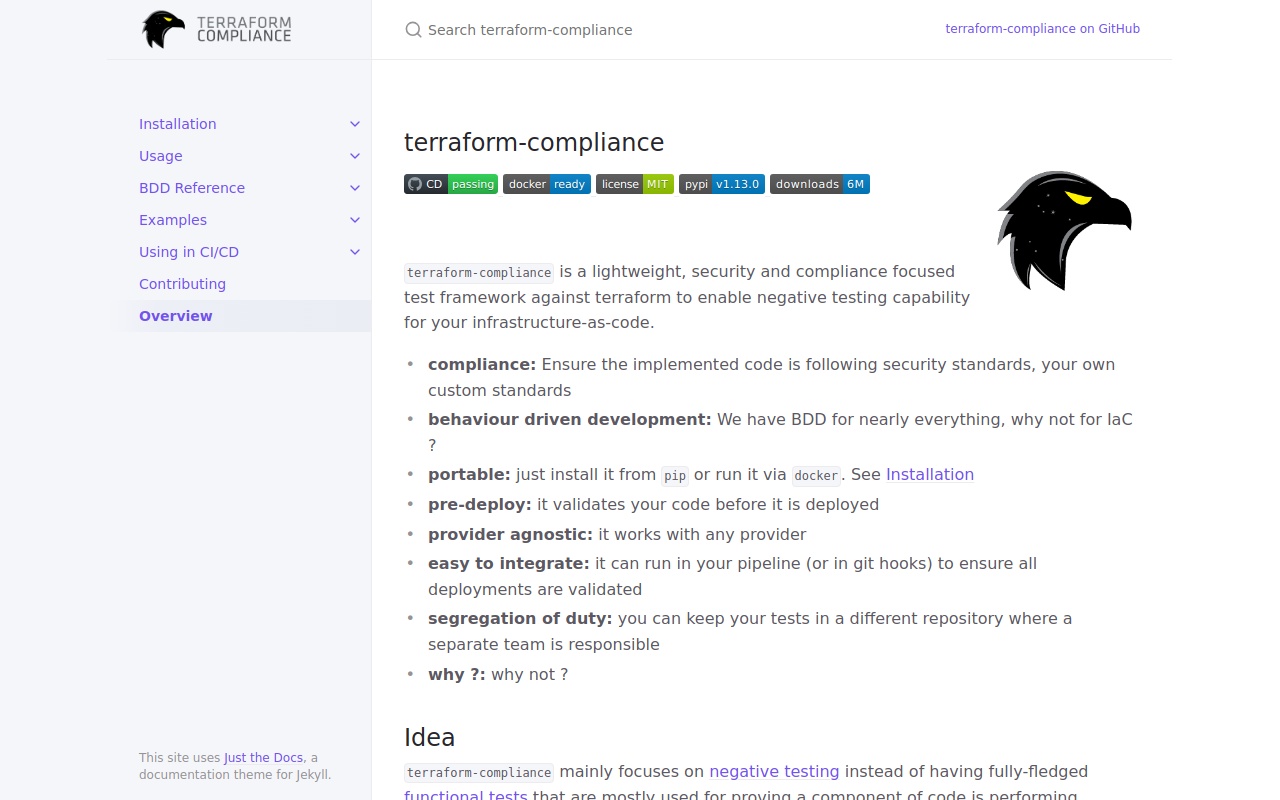 TERRAFORM
COMPLIANCE
Search terraform-compliance
terraform-compliance on GitHub
Installation
Usage
BDD Reference
Examples
Using in CI/CD
Contributing
Overview
This site uses Just the Docs, a
documentation theme for Jekyll.
terraform-compliance
CD passing docker ready license MIT pypi v1.13.0 downloads 6M
terraform-compliance is a lightweight, security and compliance focused
test framework against terraform to enable negative testing capability
for your infrastructure-as-code.
• compliance: Ensure the implemented code is following security standards, your own
custom standards
• behaviour driven development: We have BDD for nearly everything, why not for IaC
?
• portable: just install it from pip or run it via docker. See Installation
• pre-deploy: it validates your code before it is deployed
• provider agnostic: it works with any provider
• easy to integrate: it can run in your pipeline (or in git hooks) to ensure all
deployments are validated
• segregation of duty: you can keep your tests in a different repository where a
separate team is responsible
• why ?: why not ?
Idea
terraform-compliance mainly focuses on negative testing instead of having fully-fledged
functional tests that are mostly used for proving a component of code is performing